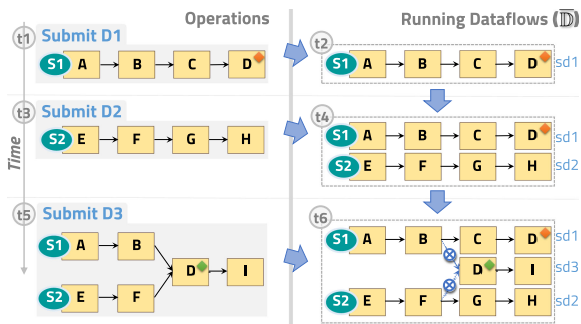 Operations
Running Dataflows (𝔻̅)
Time
t1 Submit D1
S1 A B C D
t2
S1 A B C D sd1
t3 Submit D2
S2 E F G H
t4
S1 A B C D sd1
S2 E F G H sd2
t5 Submit D3
S1 A B
D I
S2 E F
t6
S1 A B C D sd1
D I sd3
S2 E F G H sd2